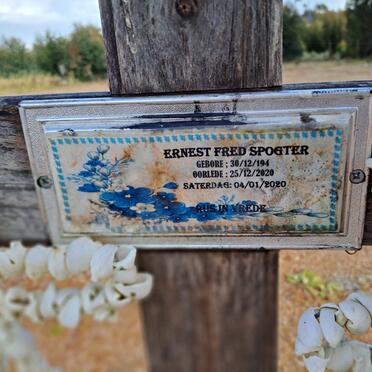 ERNEST FRED SPOGTER
GEBORE : 30/12/194
OORLEDE : 25/12/2020
SATERDAG: 04/01/2020
RUS IN VREDE